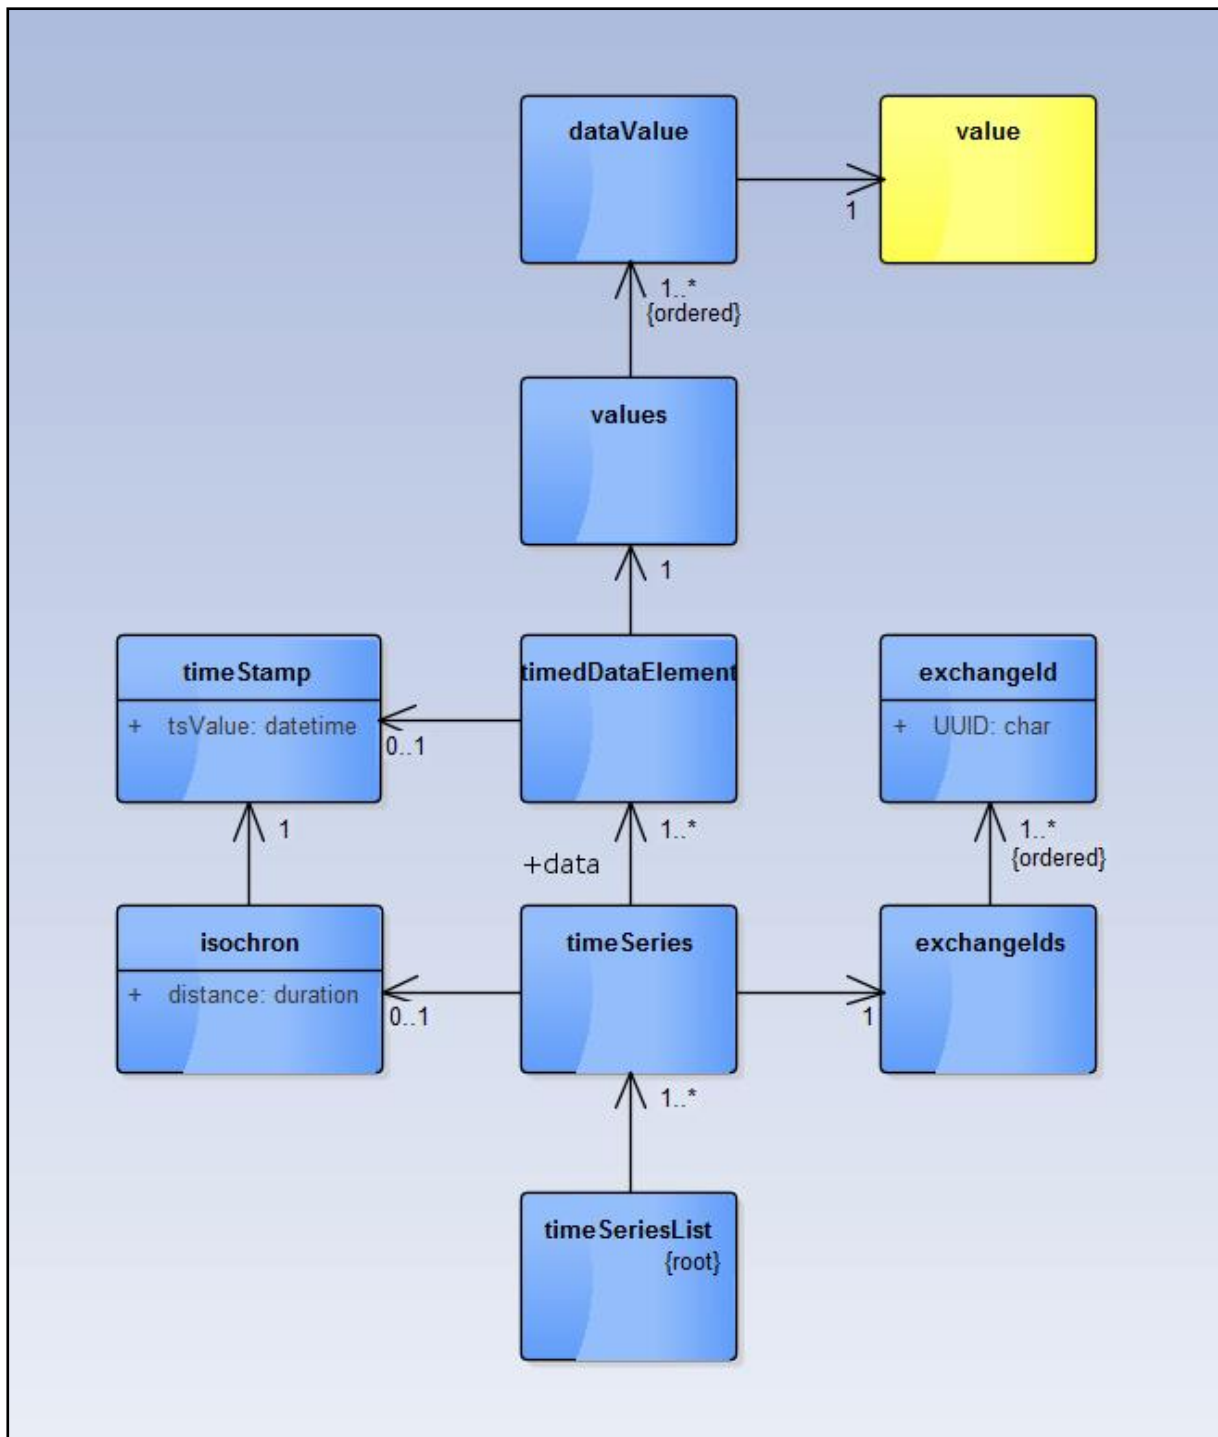 dataValue
value
1
1..*
{ordered}
values
1
timeStamp
+ tsValue: datetime
timedDataElement
exchangeId
+ UUID: char
0..1
1
1..*
+data
1..*
{ordered}
isochron
+ distance: duration
timeSeries
exchangeIds
0..1
1
1..*
timeSeriesList
{root}